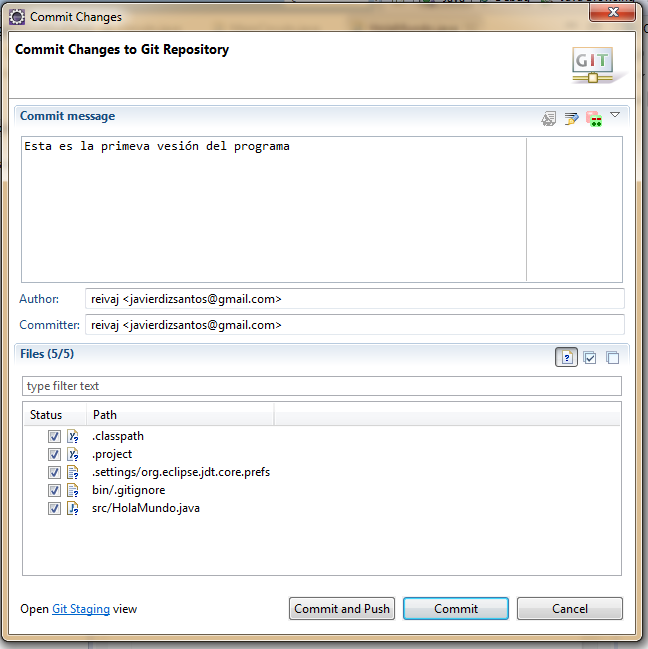 Commit Changes
Commit Changes to Git Repository
GIT
Commit message
Esta es la primeva vesión del programa
Author: reivaj <javierdizsantos@gmail.com>
Committer: reivaj <javierdizsantos@gmail.com>
Files (5/5)
type filter text
Status Path
.classpath
.project
.settings/org.eclipse.jdt.core.prefs
bin/.gitignore
src/HolaMundo.java
Open Git Staging view
Commit and Push
Commit
Cancel